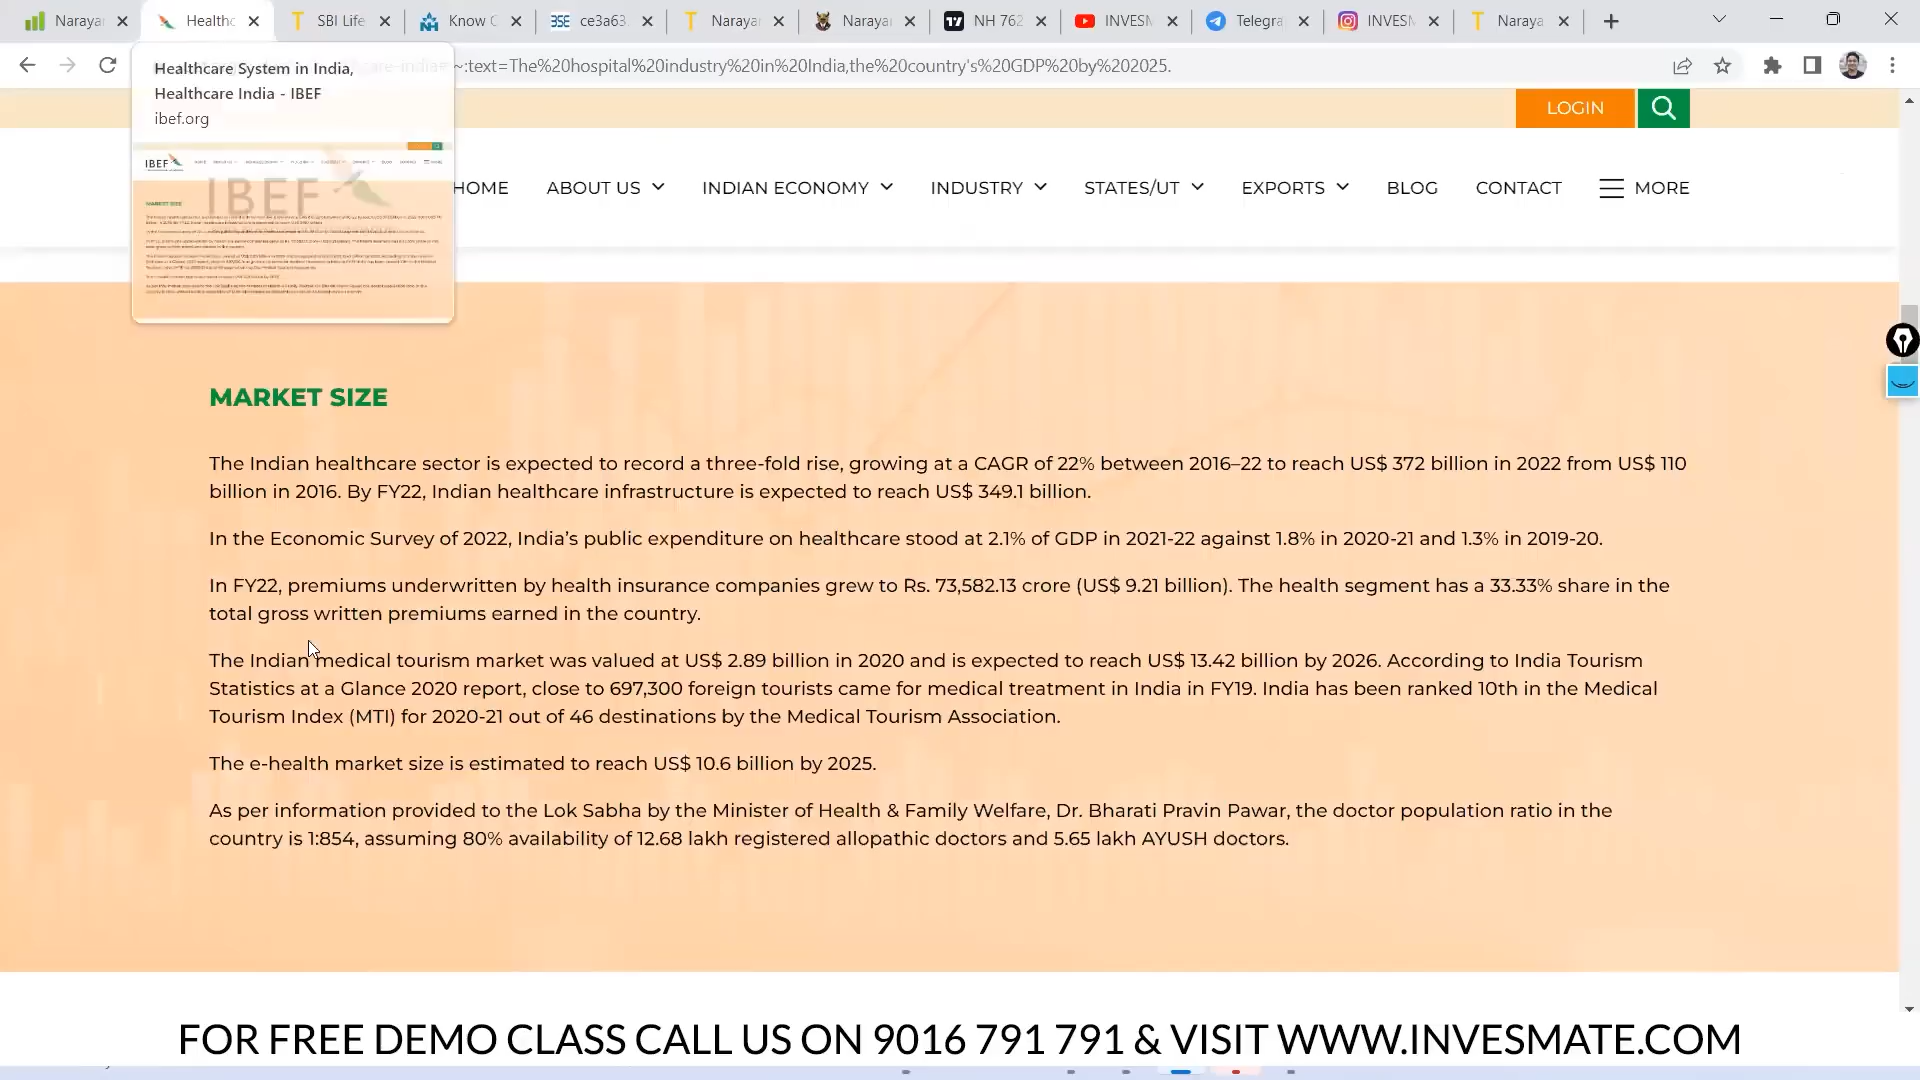 Naraya
Healthc
SBI Life
Know C
ce3a63
Naraya
Naraya
NH 762
INVESM
Telegra
INVESM
Naraya
Healthcare System in India,
Healthcare India - IBEF
ibef.org
:text=The%20hospital%20industry%20in%20India,the%20country's%20GDP%20by%202025.
LOGIN
IBEF
HOME ABOUT US INDIAN ECONOMY INDUSTRY STATES/UT EXPORTS BLOG CONTACT MORE
MARKET SIZE
The Indian healthcare sector is expected to record a three-fold rise, growing at a CAGR of 22% between 2016–22 to reach US$ 372 billion in 2022 from US$ 110
billion in 2016. By FY22, Indian healthcare infrastructure is expected to reach US$ 349.1 billion.
In the Economic Survey of 2022, India’s public expenditure on healthcare stood at 2.1% of GDP in 2021-22 against 1.8% in 2020-21 and 1.3% in 2019-20.
In FY22, premiums underwritten by health insurance companies grew to Rs. 73,582.13 crore (US$ 9.21 billion). The health segment has a 33.33% share in the
total gross written premiums earned in the country.
The Indian medical tourism market was valued at US$ 2.89 billion in 2020 and is expected to reach US$ 13.42 billion by 2026. According to India Tourism
Statistics at a Glance 2020 report, close to 697,300 foreign tourists came for medical treatment in India in FY19. India has been ranked 10th in the Medical
Tourism Index (MTI) for 2020-21 out of 46 destinations by the Medical Tourism Association.
The e-health market size is estimated to reach US$ 10.6 billion by 2025.
As per information provided to the Lok Sabha by the Minister of Health & Family Welfare, Dr. Bharati Pravin Pawar, the doctor population ratio in the
country is 1:854, assuming 80% availability of 12.68 lakh registered allopathic doctors and 5.65 lakh AYUSH doctors.
FOR FREE DEMO CLASS CALL US ON 9016 791 791 & VISIT WWW.INVESMATE.COM